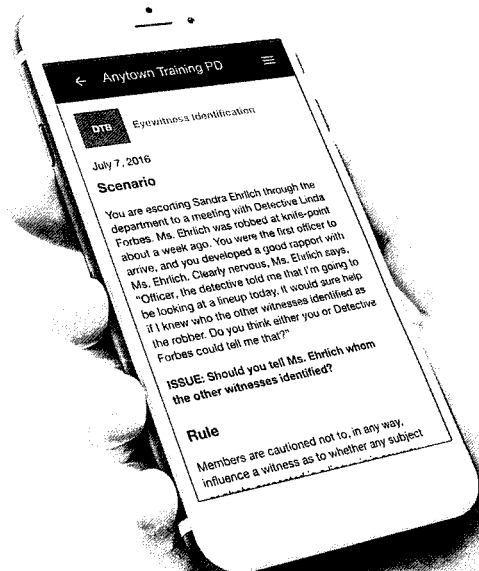 ← Anytown Training PD
DTB
Eyewitness Identification
July 7, 2016
Scenario
You are escorting Sandra Ehrlich through the
department to a meeting with Detective Linda
Forbes. Ms. Ehrlich was robbed at knife-point
about a week ago. You were the first officer to
arrive, and you developed a good rapport with
Ms. Ehrlich. Clearly nervous, Ms. Ehrlich says,
"Officer, the detective told me that I'm going to
be looking at a lineup today. It would sure help
if I knew who the other witnesses identified as
the robber. Do you think either you or Detective
Forbes could tell me that?"
ISSUE: Should you tell Ms. Ehrlich whom
the other witnesses identified?
Rule
Members are cautioned not to, in any way,
influence a witness as to whether any subject